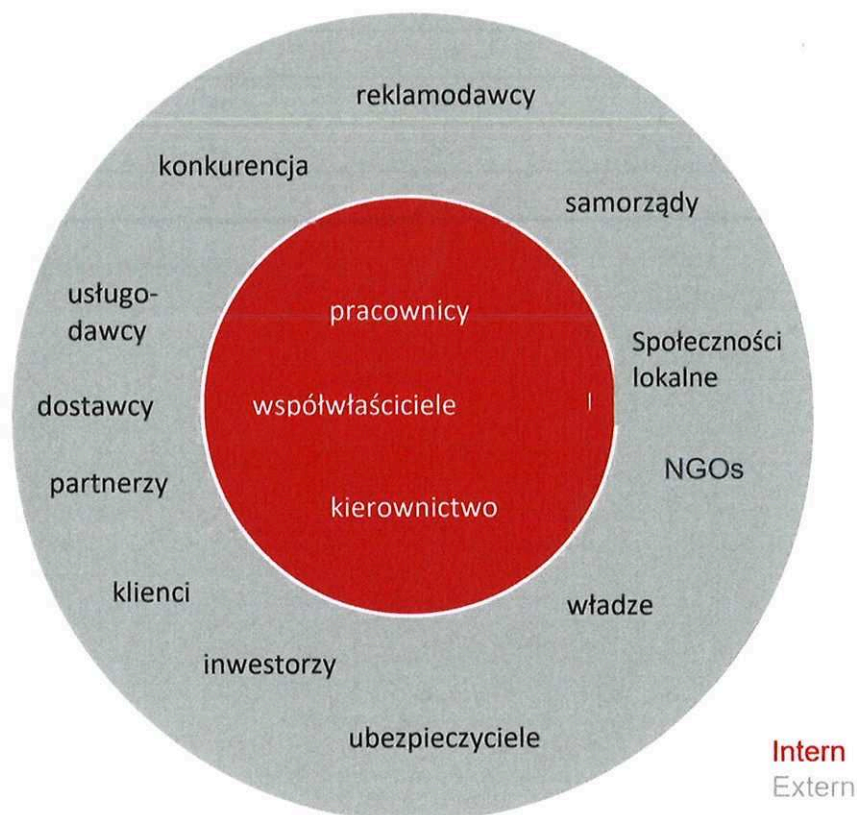 reklamodawcy
konkurencja
samorządy
usługo-
dawcy
pracownicy
Społeczności
lokalne
dostawcy
współwłaściciele
NGOs
partnerzy
kierownictwo
klienci
władze
inwestorzy
ubezpieczyciele
Intern
Extern